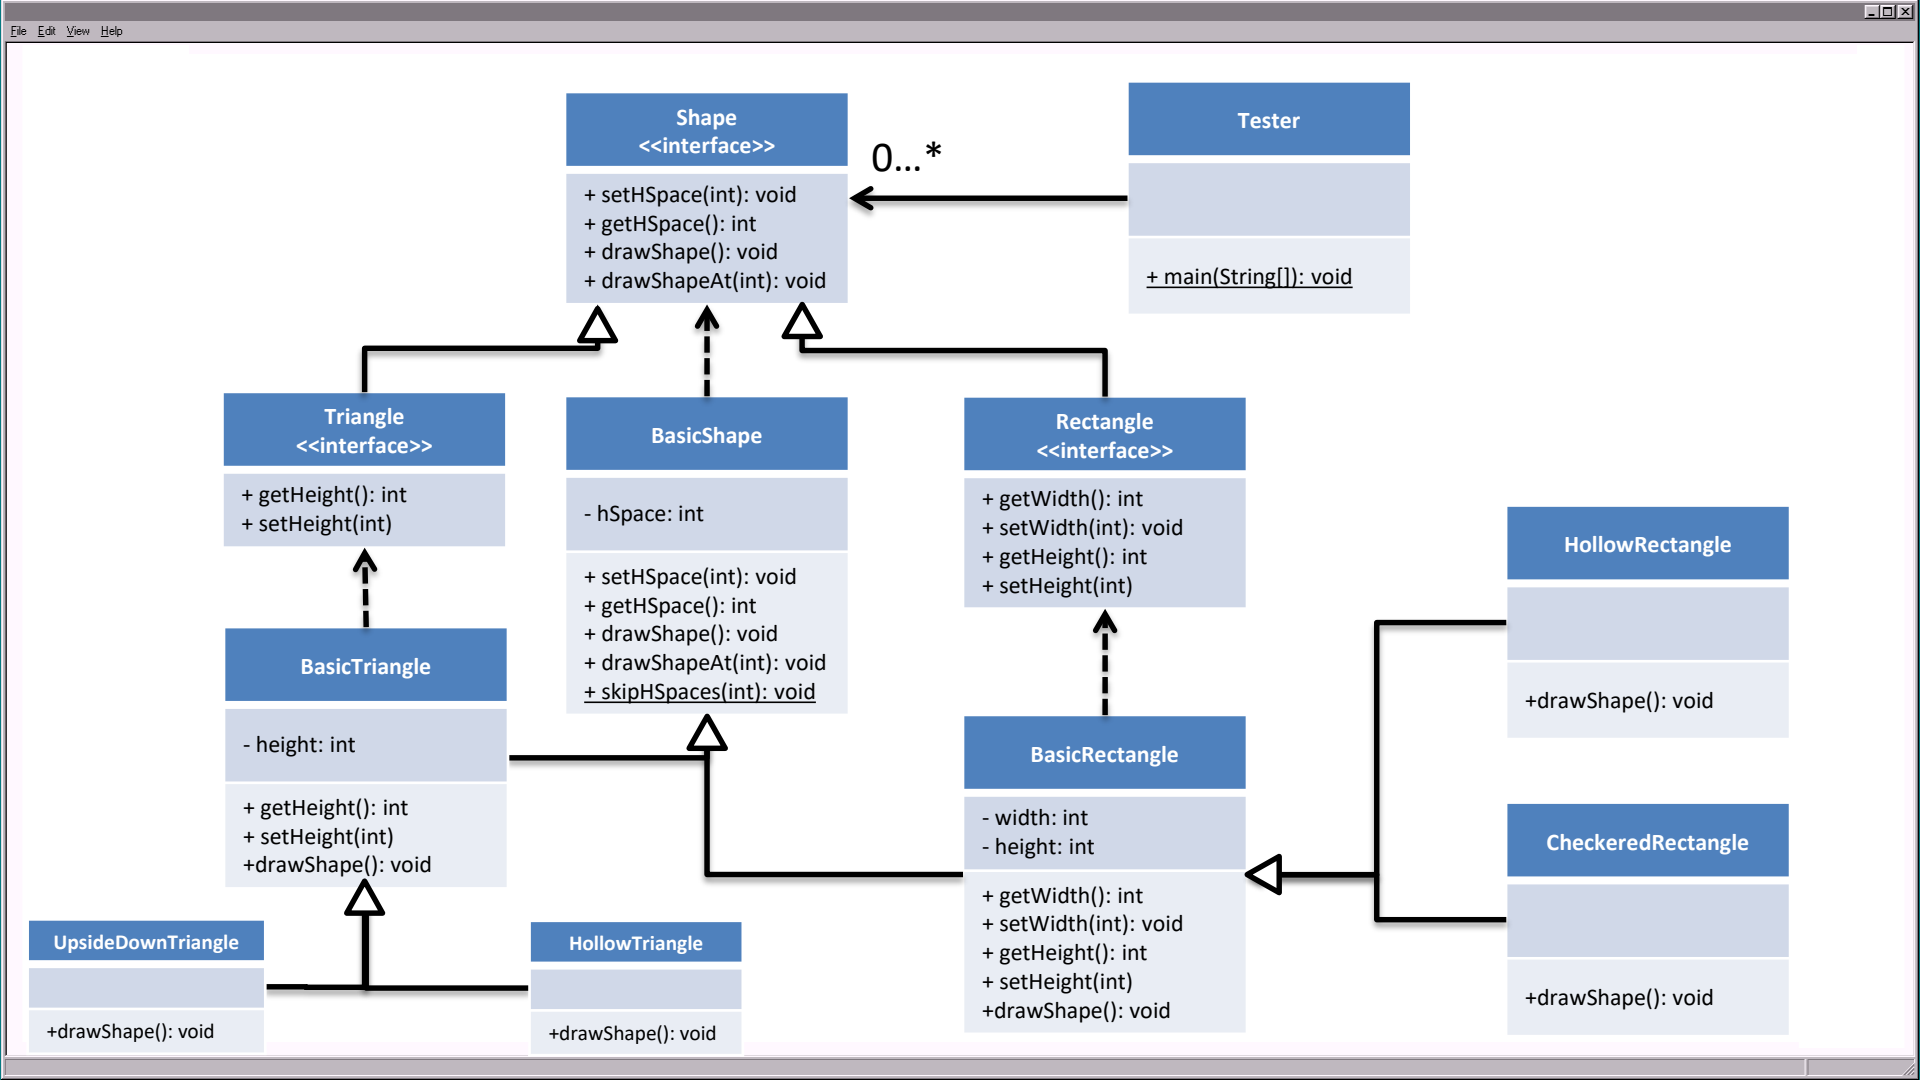 File Edit View Help
Shape
<<interface>>
+ setHSpace(int): void
+ getHSpace(): int
+ drawShape(): void
+ drawShapeAt(int): void
0...*
Tester
+ main(String[]): void
Triangle
<<interface>>
+ getHeight(): int
+ setHeight(int)
BasicShape
- hSpace: int
+ setHSpace(int): void
+ getHSpace(): int
+ drawShape(): void
+ drawShapeAt(int): void
+ skipHSpaces(int): void
Rectangle
<<interface>>
+ getWidth(): int
+ setWidth(int): void
+ getHeight(): int
+ setHeight(int)
HollowRectangle
+drawShape(): void
BasicTriangle
- height: int
+ getHeight(): int
+ setHeight(int)
+drawShape(): void
BasicRectangle
- width: int
- height: int
+ getWidth(): int
+ setWidth(int): void
+ getHeight(): int
+ setHeight(int)
+drawShape(): void
CheckeredRectangle
+drawShape(): void
UpsideDownTriangle
+drawShape(): void
HollowTriangle
+drawShape(): void